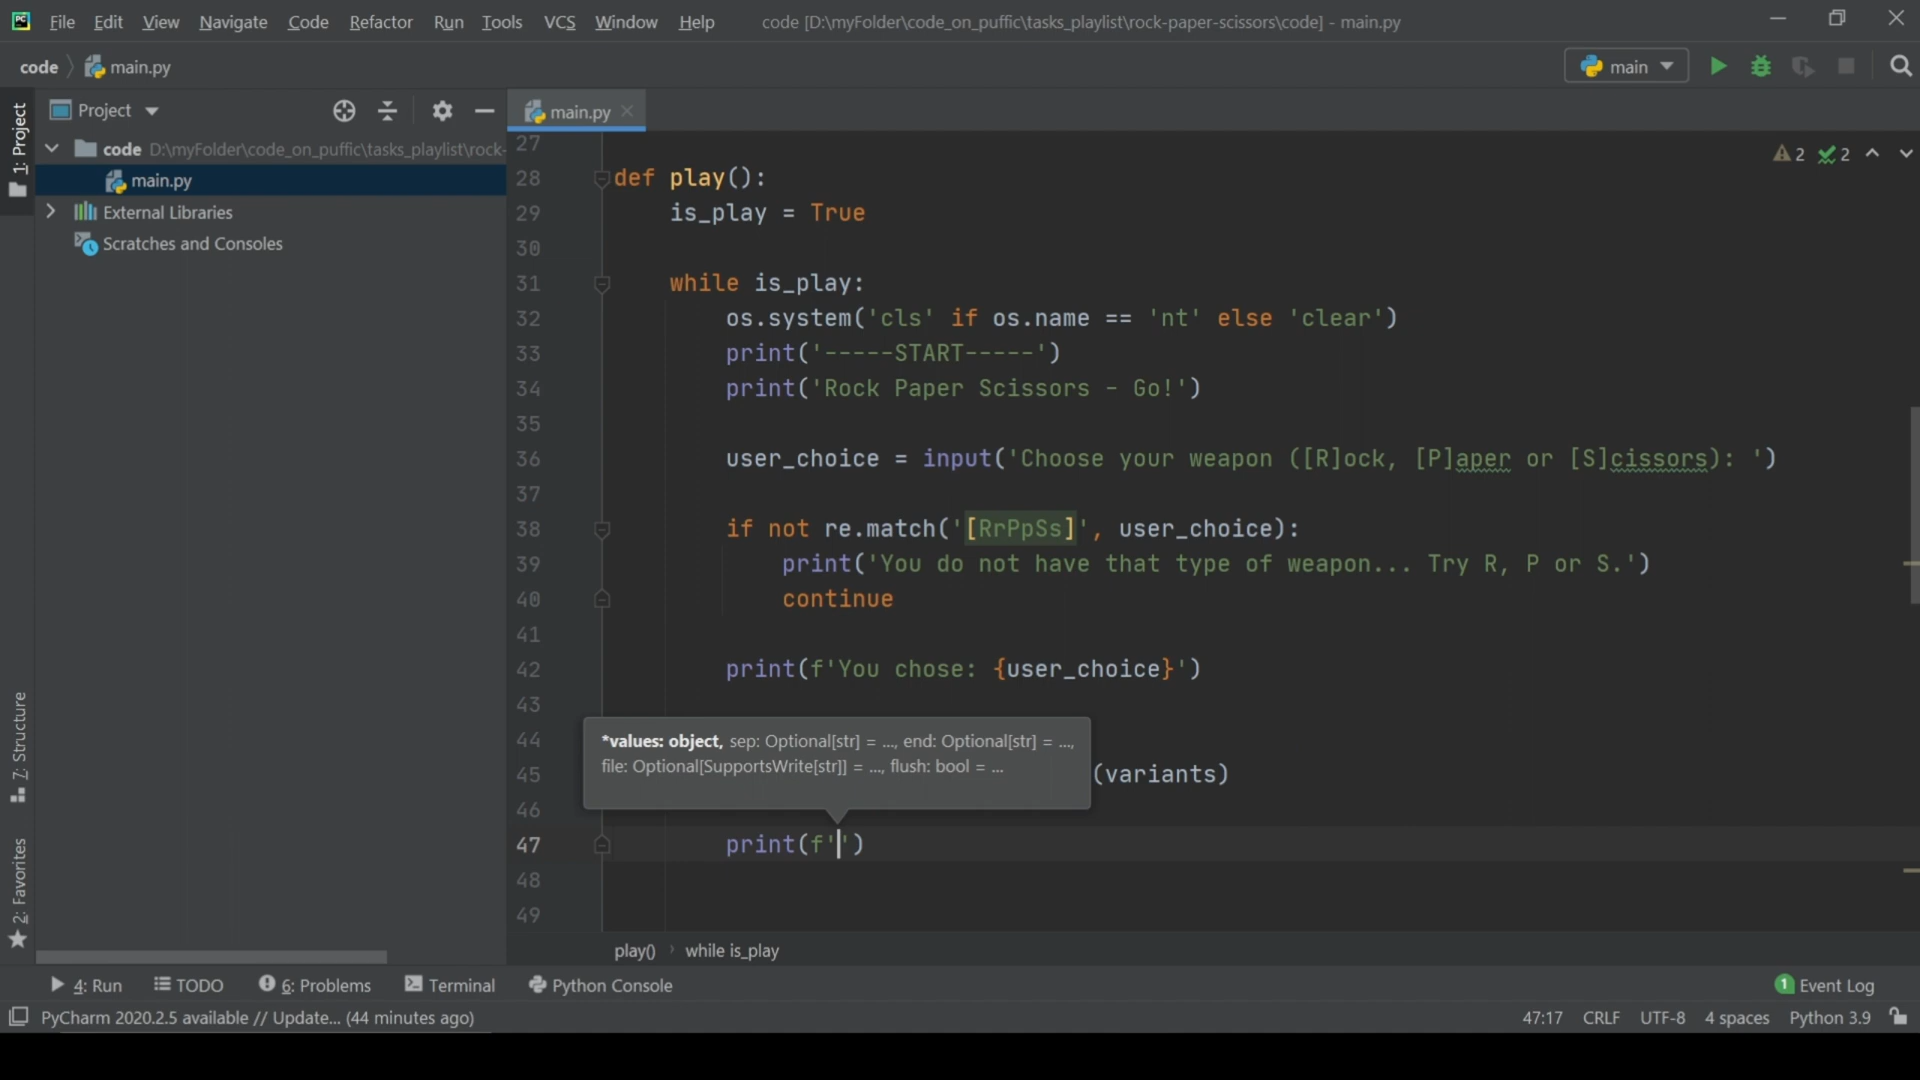 File Edit View Navigate Code Refactor Run Tools VCS Window Help code [D:\myFolder\code_on_puffic\tasks_playlist\rock-paper-scissors\code] - main.py
code main.py
main
1: Project
Project
code D:\myFolder\code_on_puffic\tasks_playlist\rock-
main.py
External Libraries
Scratches and Consoles
7: Structure
2: Favorites
main.py
2 2
27
28 def play():
29 is_play = True
30
31 while is_play:
32 os.system('cls' if os.name == 'nt' else 'clear')
33 print('-----START-----')
34 print('Rock Paper Scissors - Go!')
35
36 user_choice = input('Choose your weapon ([R]ock, [P]aper or [S]cissors): ')
37
38 if not re.match('[RrPpSs]', user_choice):
39 print('You do not have that type of weapon... Try R, P or S.')
40 continue
41
42 print(f'You chose: {user_choice}')
43
44
*values: object, sep: Optional[str] = ..., end: Optional[str] = ...,
file: Optional[SupportsWrite[str]] = ..., flush: bool = ...
45 (variants)
46
47 print(f'')
48
49
play() while is_play
4: Run TODO 6: Problems Terminal Python Console 1 Event Log
PyCharm 2020.2.5 available // Update... (44 minutes ago) 47:17 CRLF UTF-8 4 spaces Python 3.9